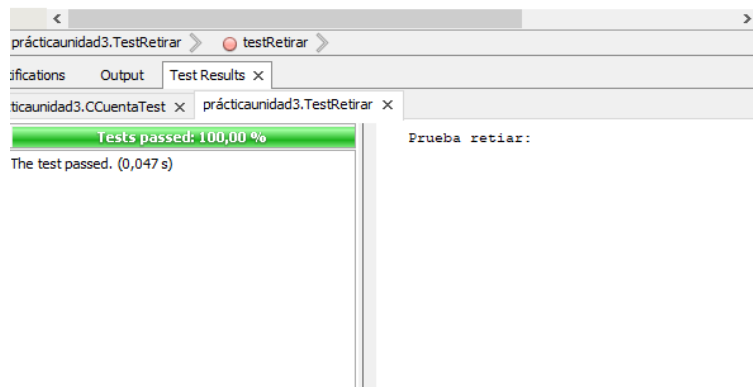 prácticaunidad3.TestRetirar testRetirar
ifications Output Test Results
ticaunidad3.CCuentaTest prácticaunidad3.TestRetirar
Tests passed: 100,00 %
The test passed. (0,047 s)
Prueba retiar: